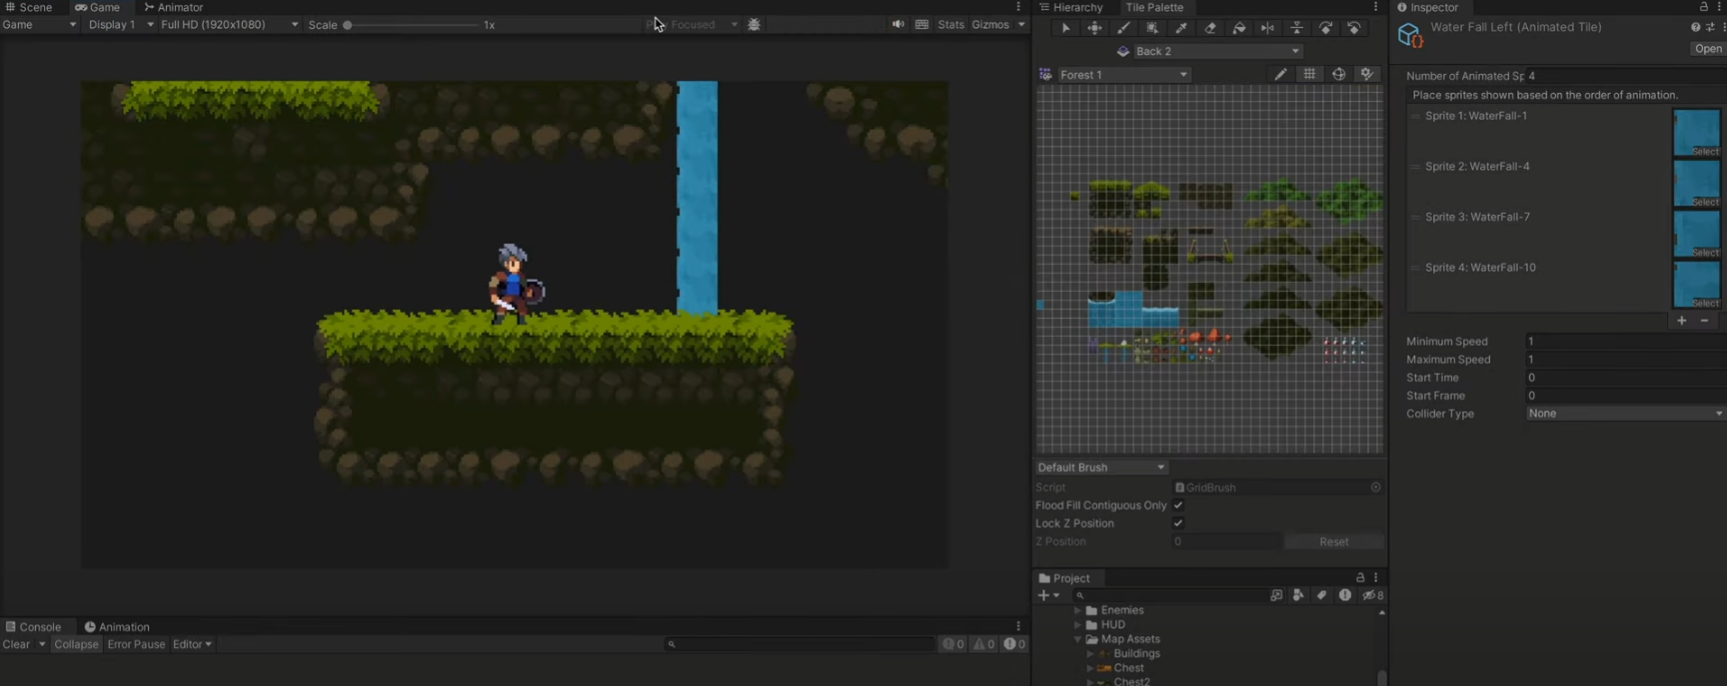 Scene Game Animator
Game Display 1 Full HD (1920x1080) Scale 1x Focused Stats Gizmos
Hierarchy Tile Palette
Back 2
Forest 1
Default Brush
Script GridBrush
Flood Fill Contiguous Only
Lock Z Position
Z Position 0 Reset
Project
8
Enemies
HUD
Map Assets
Buildings
Chest
Chest2
Inspector
Water Fall Left (Animated Tile)
Open
Number of Animated Sp 4
Place sprites shown based on the order of animation.
Sprite 1: WaterFall-1
Select
Sprite 2: WaterFall-4
Select
Sprite 3: WaterFall-7
Select
Sprite 4: WaterFall-10
Select
Minimum Speed 1
Maximum Speed 1
Start Time 0
Start Frame 0
Collider Type None
Console Animation
Clear Collapse Error Pause Editor 0 0 0